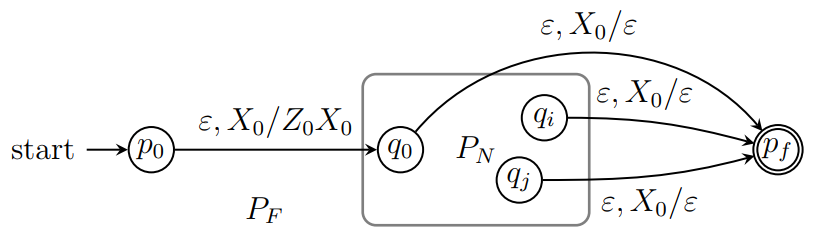 ε, X₀/ε
ε, X₀/Z₀X₀
ε, X₀/ε
start
p₀
q₀
P_N
q_i
q_j
p_f
P_F
ε, X₀/ε